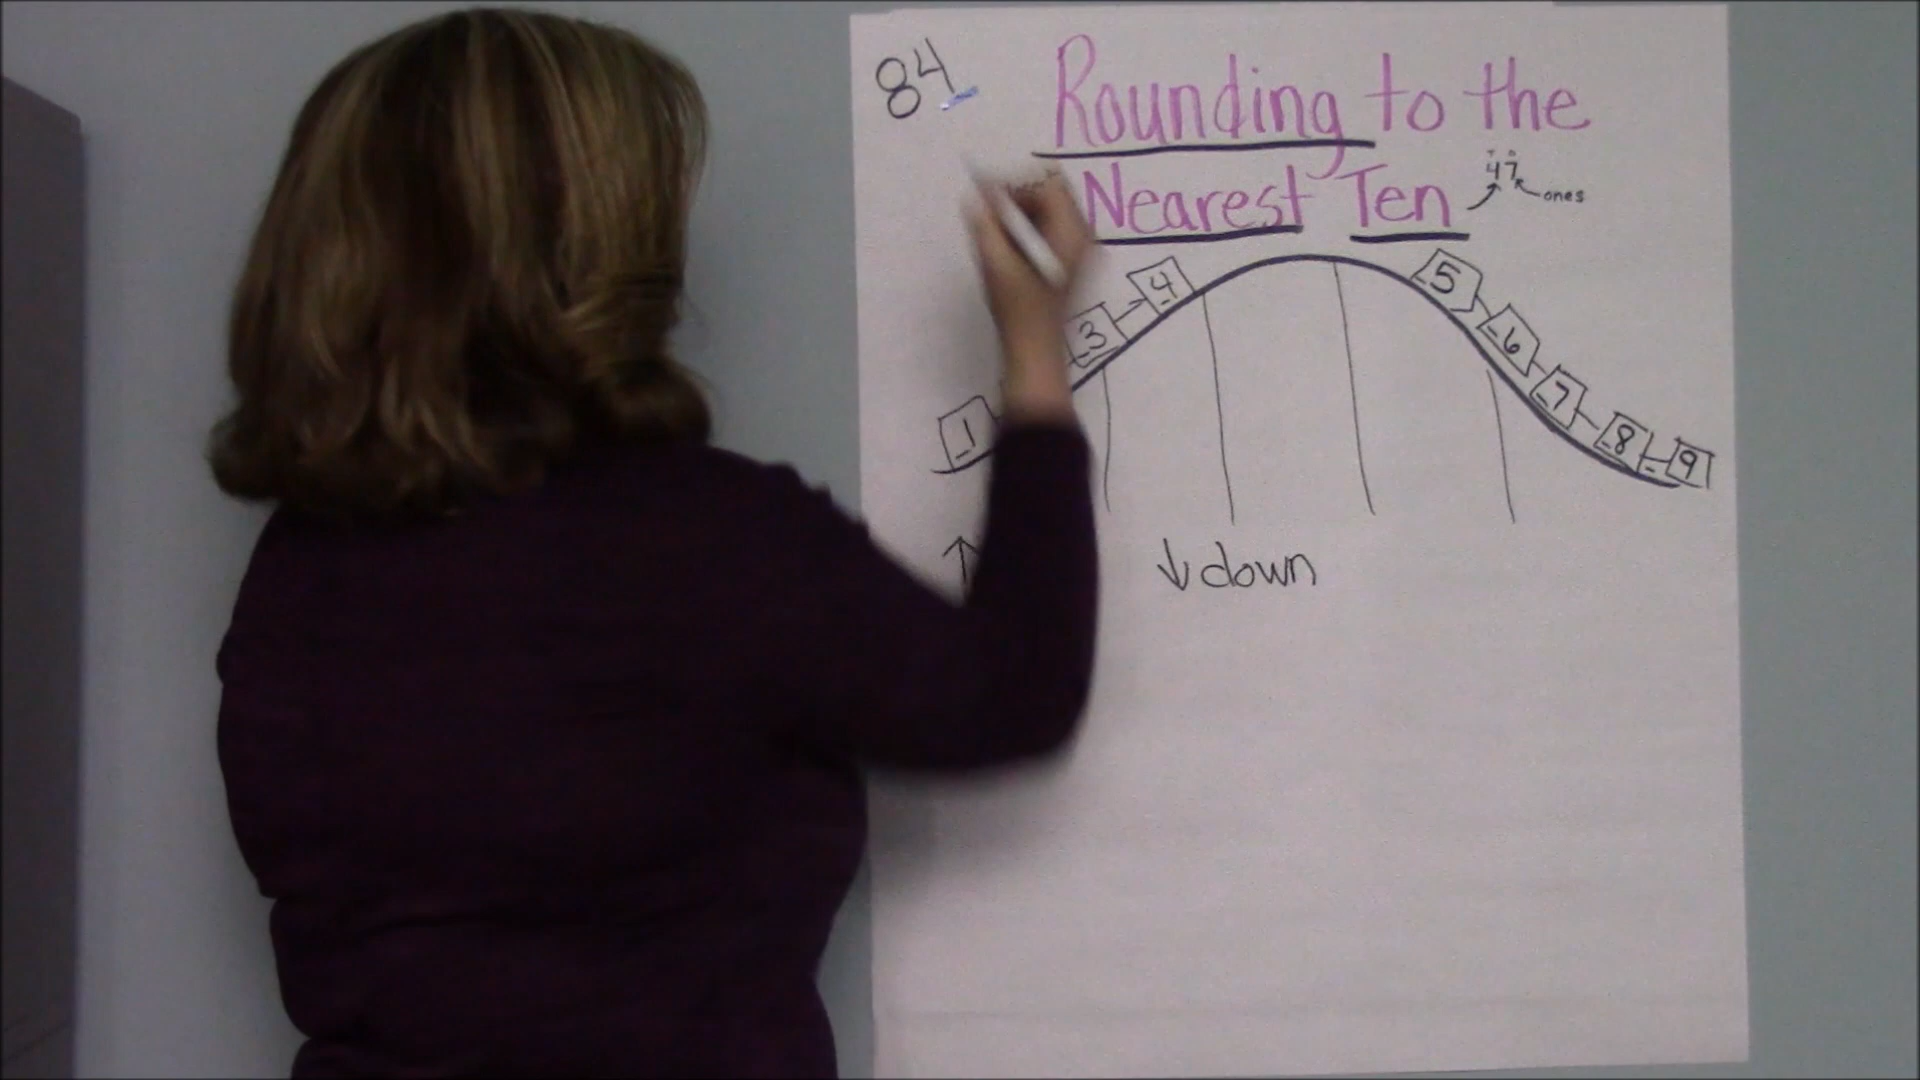 84
Rounding to the
Nearest Ten
T O
47
ones
1 3 4 5 6 7 8 9
↑
↓ down